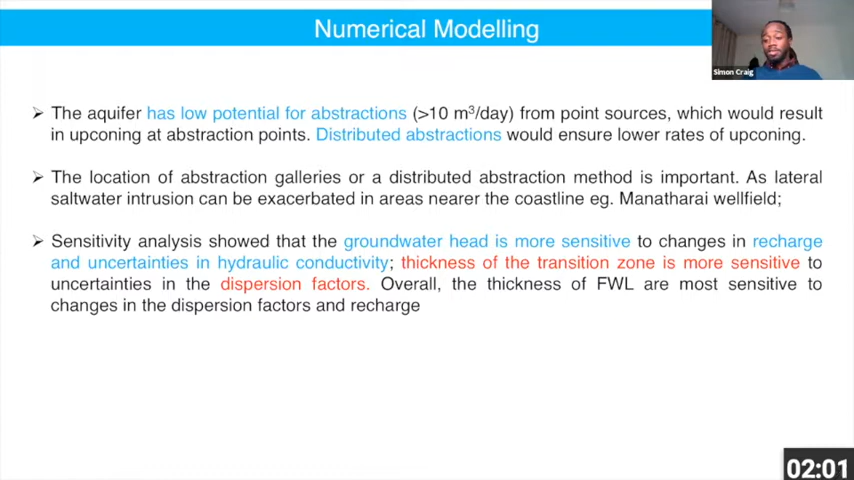 Numerical Modelling
Simon Craig
➢ The aquifer has low potential for abstractions (>10 m³/day) from point sources, which would result
in upconing at abstraction points. Distributed abstractions would ensure lower rates of upconing.
➢ The location of abstraction galleries or a distributed abstraction method is important. As lateral
saltwater intrusion can be exacerbated in areas nearer the coastline eg. Manatharai wellfield;
➢ Sensitivity analysis showed that the groundwater head is more sensitive to changes in recharge
and uncertainties in hydraulic conductivity; thickness of the transition zone is more sensitive to
uncertainties in the dispersion factors. Overall, the thickness of FWL are most sensitive to
changes in the dispersion factors and recharge
02:01